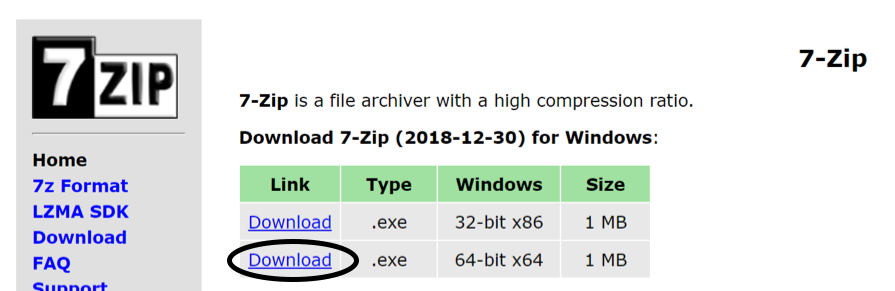 7ZIP
Home
7z Format
LZMA SDK
Download
FAQ
Support
7-Zip
7-Zip is a file archiver with a high compression ratio.
Download 7-Zip (2018-12-30) for Windows:
Link Type Windows Size
Download .exe 32-bit x86 1 MB
Download .exe 64-bit x64 1 MB